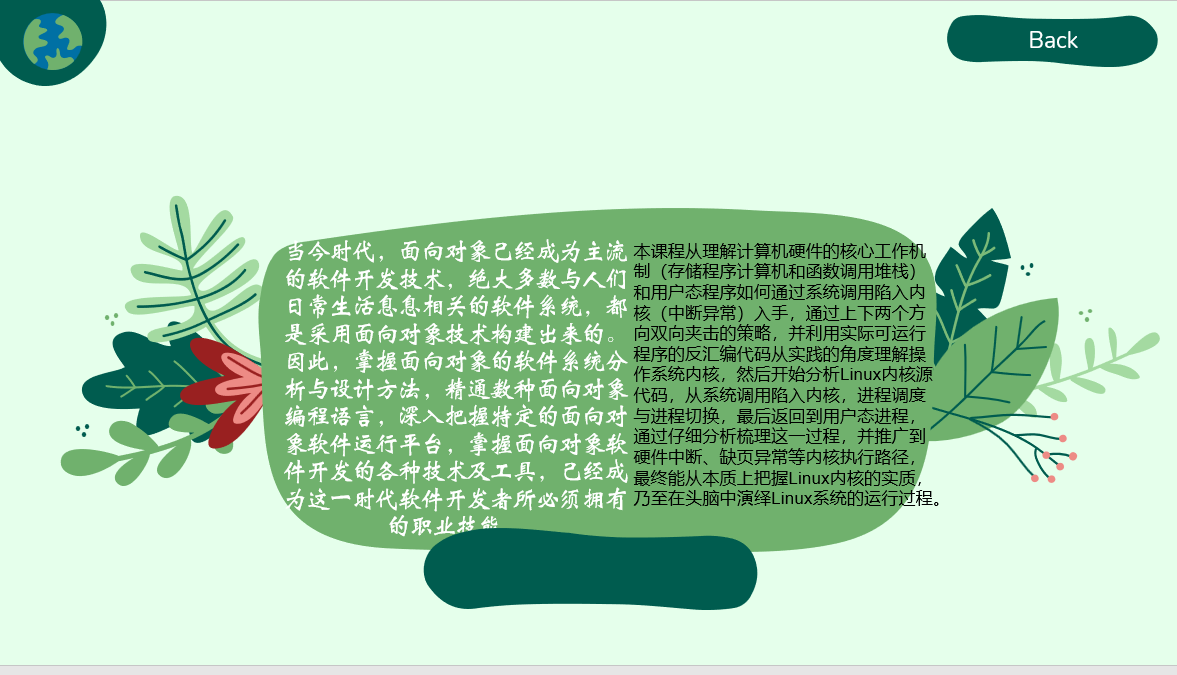 Back
当今时代，面向对象已经成为主流
的软件开发技术，绝大多数与人们
日常生活息息相关的软件系统，都
是采用面向对象技术构建出来的。
因此，掌握面向对象的软件系统分
析与设计方法，精通数种面向对象
编程语言，深入把握特定的面向对
象软件运行平台，掌握面向对象软
件开发的各种技术及工具，已经成
为这一时代软件开发者所必须拥有
的职业技能
本课程从理解计算机硬件的核心工作机
制（存储程序计算机和函数调用堆栈）
和用户态程序如何通过系统调用陷入内
核（中断异常）入手，通过上下两个方
向双向夹击的策略，并利用实际可运行
程序的反汇编代码从实践的角度理解操
作系统内核，然后开始分析Linux内核源
代码，从系统调用陷入内核，进程调度
与进程切换，最后返回到用户态进程，
通过仔细分析梳理这一过程，并推广到
硬件中断、缺页异常等内核执行路径，
最终能从本质上把握Linux内核的实质，
乃至在头脑中演绎Linux系统的运行过程。